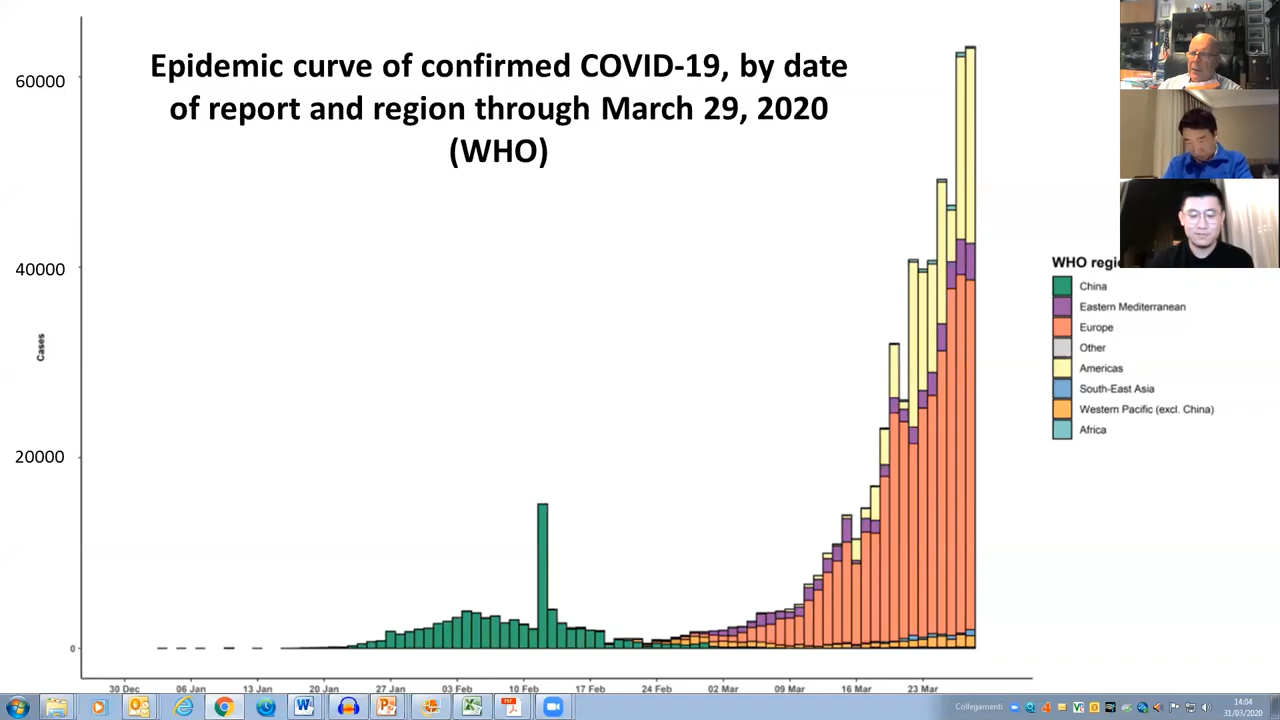 Epidemic curve of confirmed COVID-19, by date
of report and region through March 29, 2020
(WHO)
60000
40000
20000
0
Cases
30 Dec 06 Jan 13 Jan 20 Jan 27 Jan 03 Feb 10 Feb 17 Feb 24 Feb 02 Mar 09 Mar 16 Mar 23 Mar
WHO regi
China
Eastern Mediterranean
Europe
Other
Americas
South-East Asia
Western Pacific (excl. China)
Africa
Collegamenti
14:04
31/03/2020